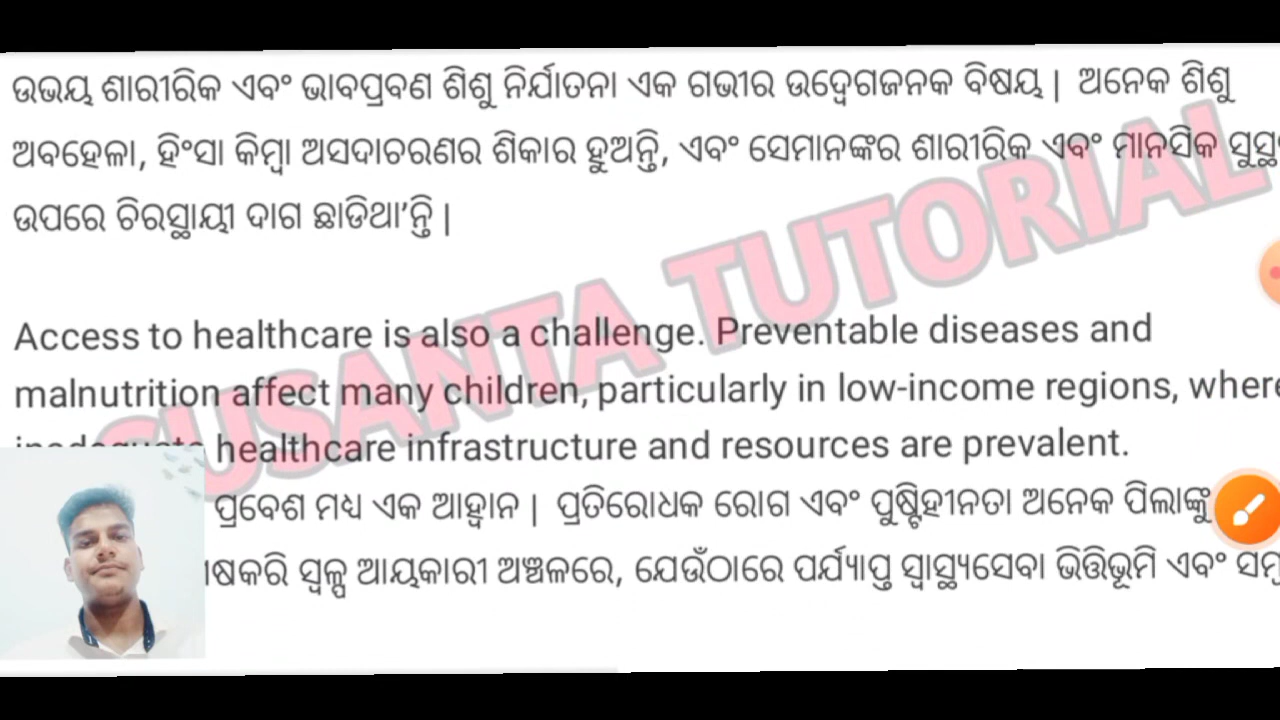 ଉଭୟ ଶାରୀରିକ ଏବଂ ଭାବପ୍ରବଣ ଶିଶୁ ନିର୍ଯାତନା ଏକ ଗଭୀର ଉଦ୍ବେଗଜନକ ବିଷୟ | ଅନେକ ଶିଶୁ
ଅବହେଳା, ହିଂସା କିମ୍ବା ଅସଦାଚରଣର ଶିକାର ହୁଅନ୍ତି, ଏବଂ ସେମାନଙ୍କର ଶାରୀରିକ ଏବଂ ମାନସିକ
ଉପରେ ଚିରସ୍ଥାୟୀ ଦାଗ ଛାଡିଥା'ନ୍ତି |
SUSANTA TUTORIAL
Access to healthcare is also a challenge. Preventable diseases and
malnutrition affect many children, particularly in low-income regions, where
healthcare infrastructure and resources are prevalent.
ପ୍ରବେଶ ମଧ୍ୟ ଏକ ଆହ୍ୱାନ | ପ୍ରତିରୋଧକ ରୋଗ ଏବଂ ପୁଷ୍ଟିହୀନତା ଅନେକ ପିଲାଙ୍କୁ
ସ୍ୱଳ୍ପ ଆୟକାରୀ ଅଞ୍ଚଳରେ, ଯେଉଁଠାରେ ପର୍ଯ୍ୟାପ୍ତ ସ୍ୱାସ୍ଥ୍ୟସେବା ଭିତ୍ତିଭୂମି ଏବଂ